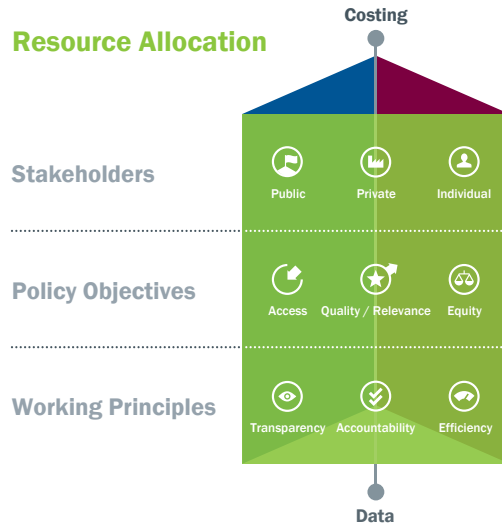 Costing
Resource Allocation
Stakeholders
Public Private Individual
Policy Objectives
Access Quality / Relevance Equity
Working Principles
Transparency Accountability Efficiency
Data